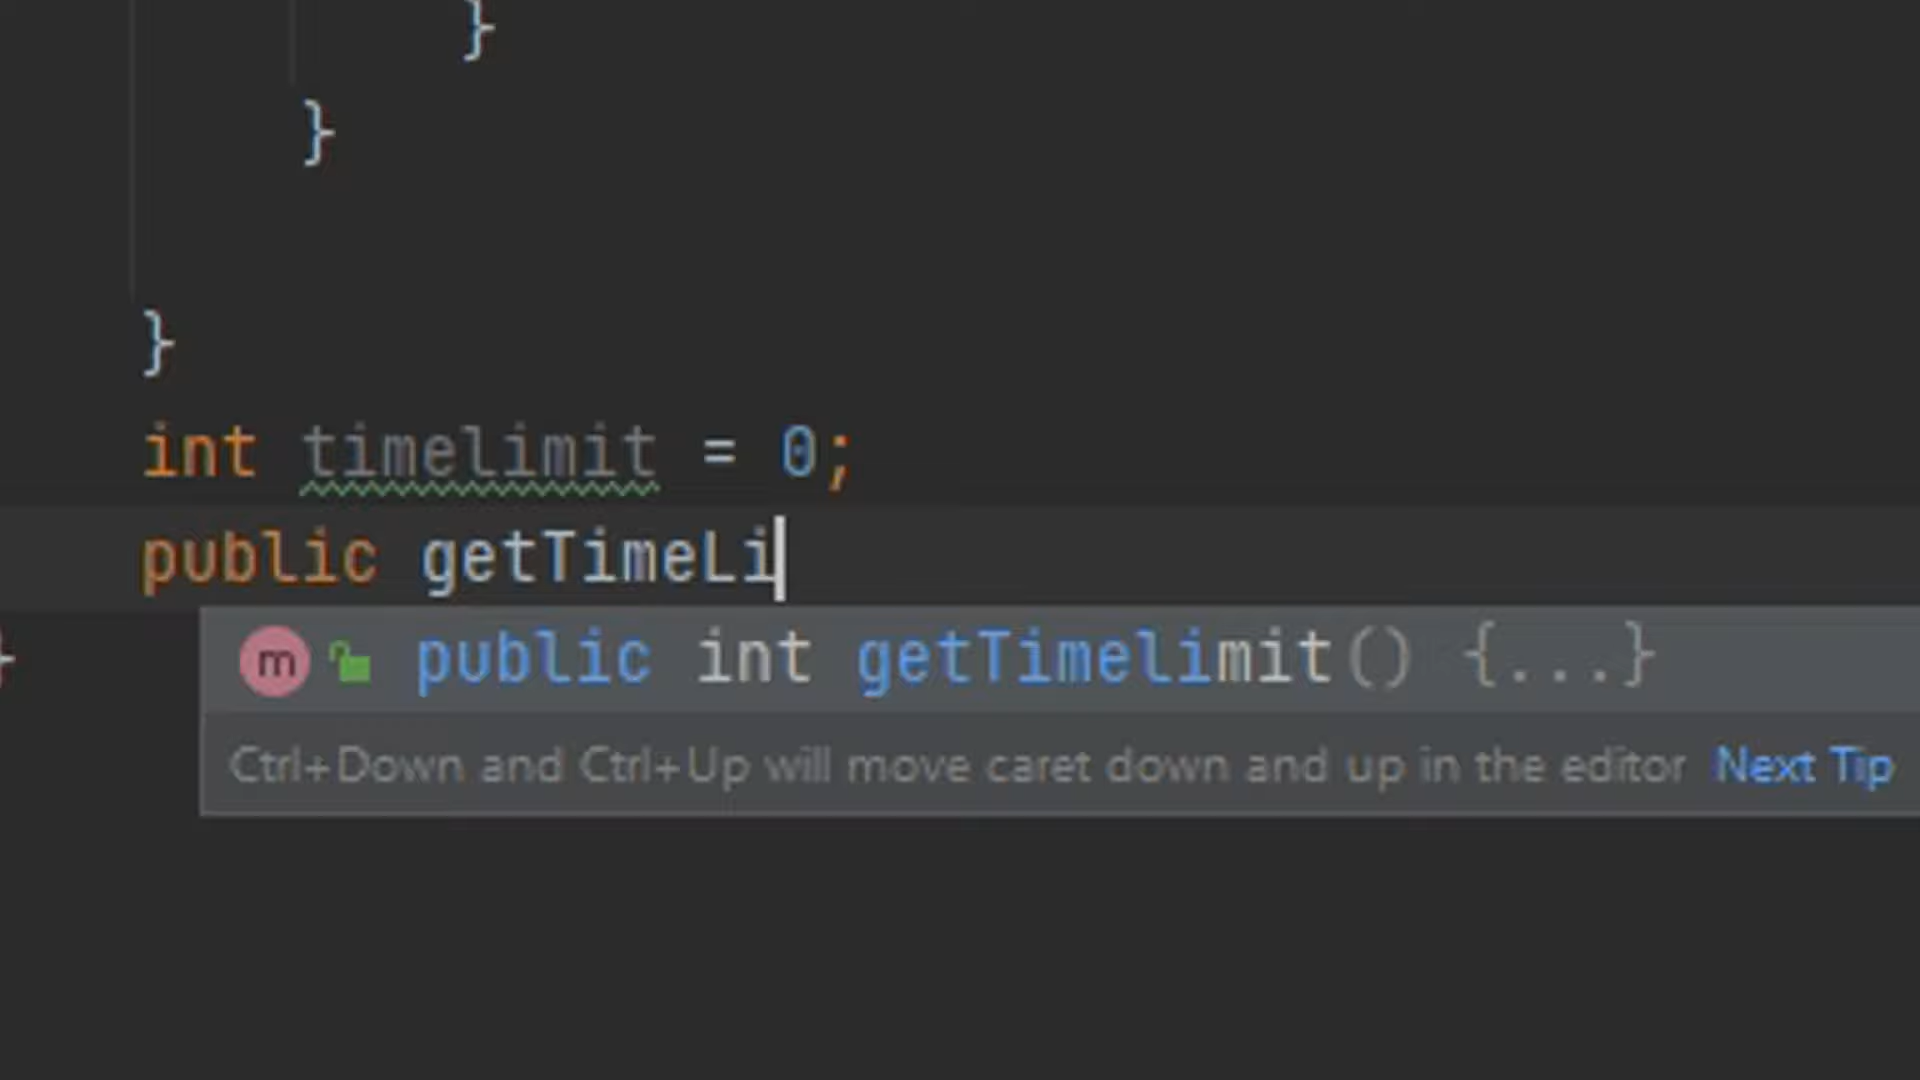 }
}
}
int timelimit = 0;
public getTimeLi
}
m public int getTimelimit() {...}
Ctrl+Down and Ctrl+Up will move caret down and up in the editor Next Tip